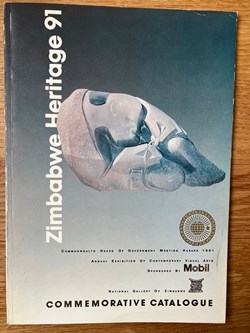 Zimbabwe Heritage 91
COMMONWEALTH HEADS OF GOVERNMENT MEETING HARARE 1991
ANNUAL EXHIBITION OF CONTEMPORARY VISUAL ARTS
SPONSORED BY Mobil
NATIONAL GALLERY OF ZIMBABWE
COMMEMORATIVE CATALOGUE